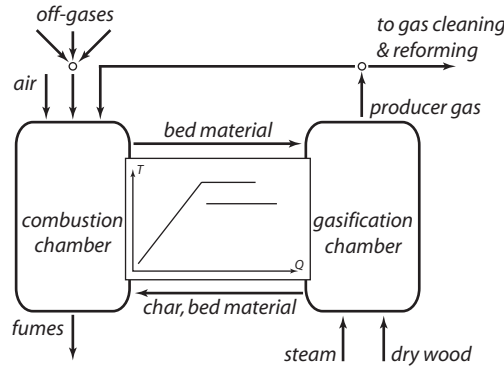 off-gases
to gas cleaning
& reforming
air
producer gas
bed material
T
combustion
chamber
gasification
chamber
Q
char, bed material
fumes
steam
dry wood